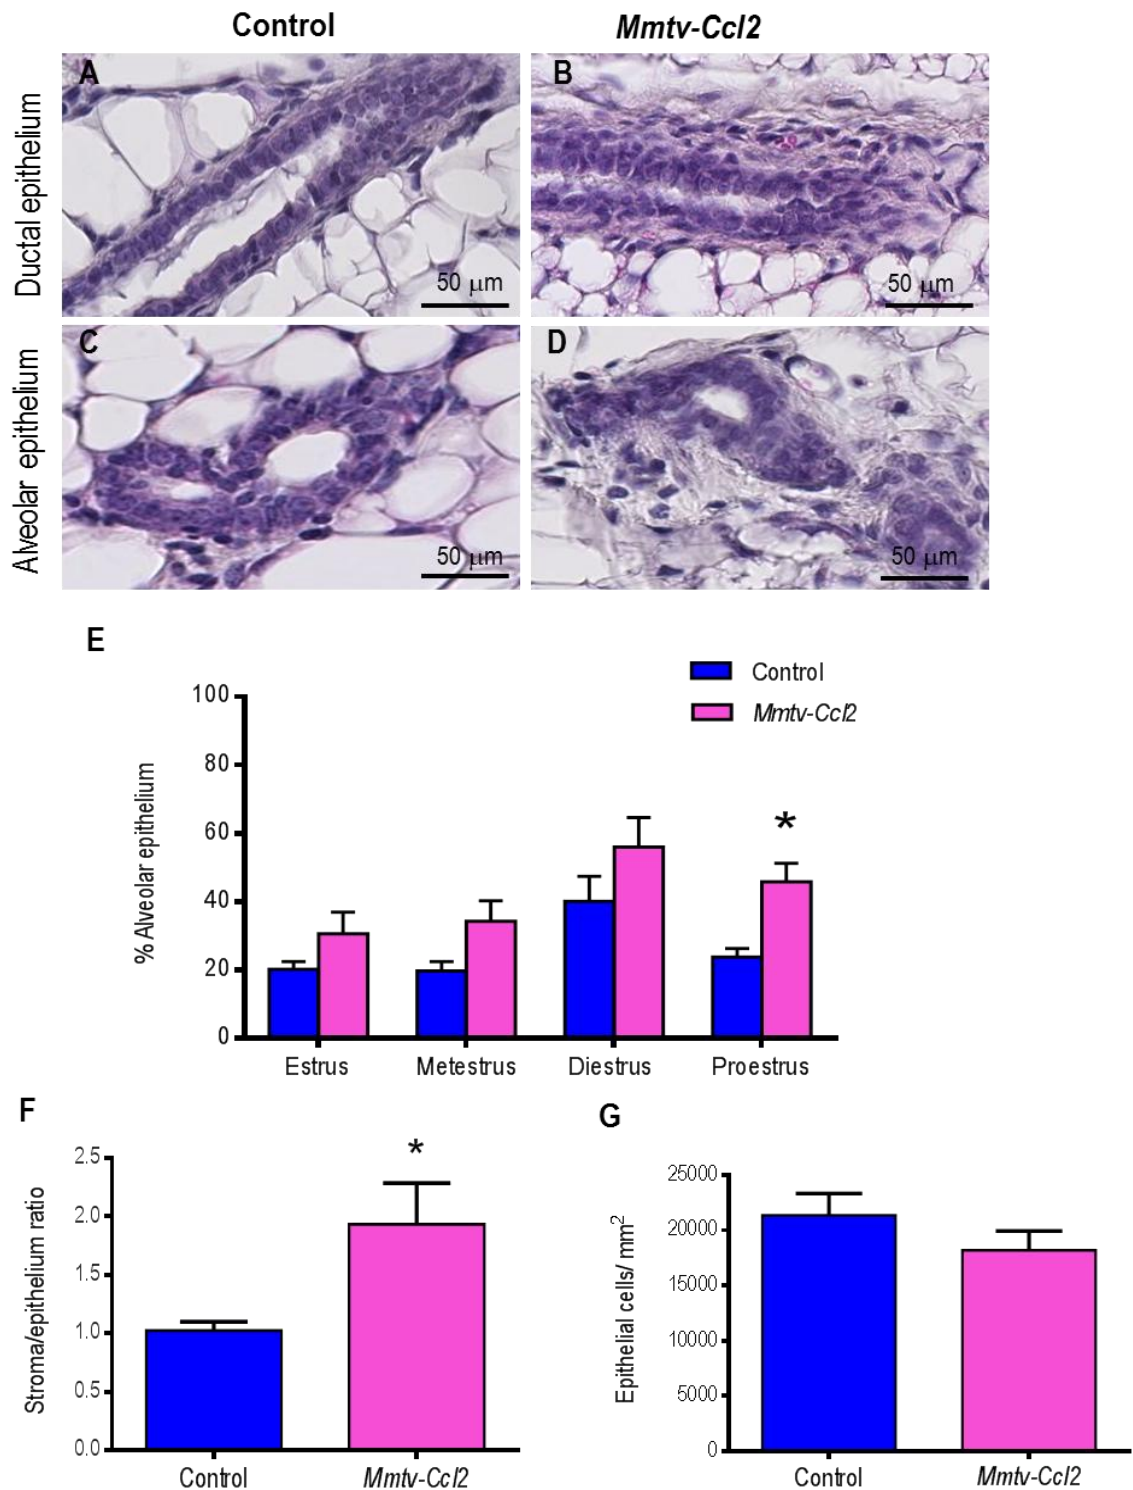 Control
Mmtv-Ccl2
Ductal epithelium
A
50 μm
B
50 μm
Alveolar epithelium
C
50 μm
D
50 μm
E
Control
Mmtv-Ccl2
% Alveolar epithelium
100
80
60
40
20
0
*
Estrus
Metestrus
Diestrus
Proestrus
F
Stroma/epithelium ratio
2.5
2.0
1.5
1.0
0.5
0.0
*
Control
Mmtv-Ccl2
G
Epithelial cells/ mm²
25000
20000
15000
10000
5000
0
Control
Mmtv-Ccl2